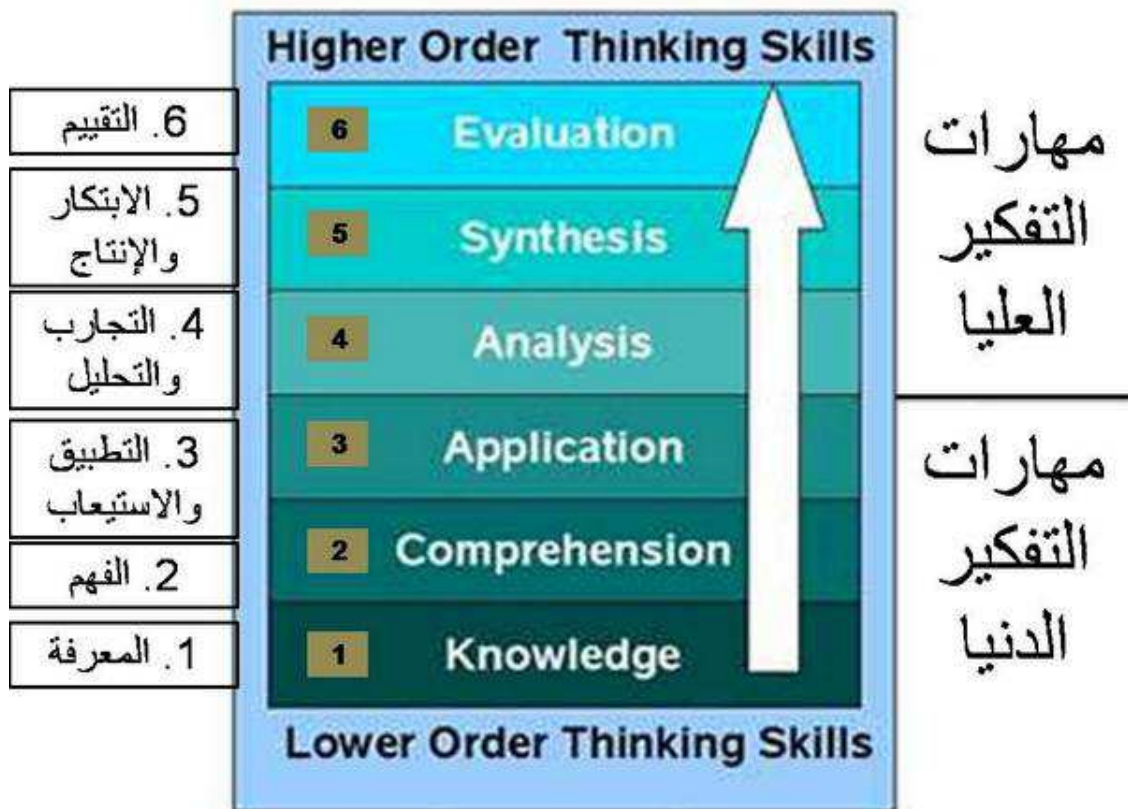 Higher Order Thinking Skills
6. التقييم
6
Evaluation
5. الابتكار
والإنتاج
5
Synthesis
4. التجارب
والتحليل
4
Analysis
3. التطبيق
والاستيعاب
3
Application
2. الفهم
2
Comprehension
1. المعرفة
1
Knowledge
Lower Order Thinking Skills
مهارات
التفكير
العليا
مهارات
التفكير
الدنيا